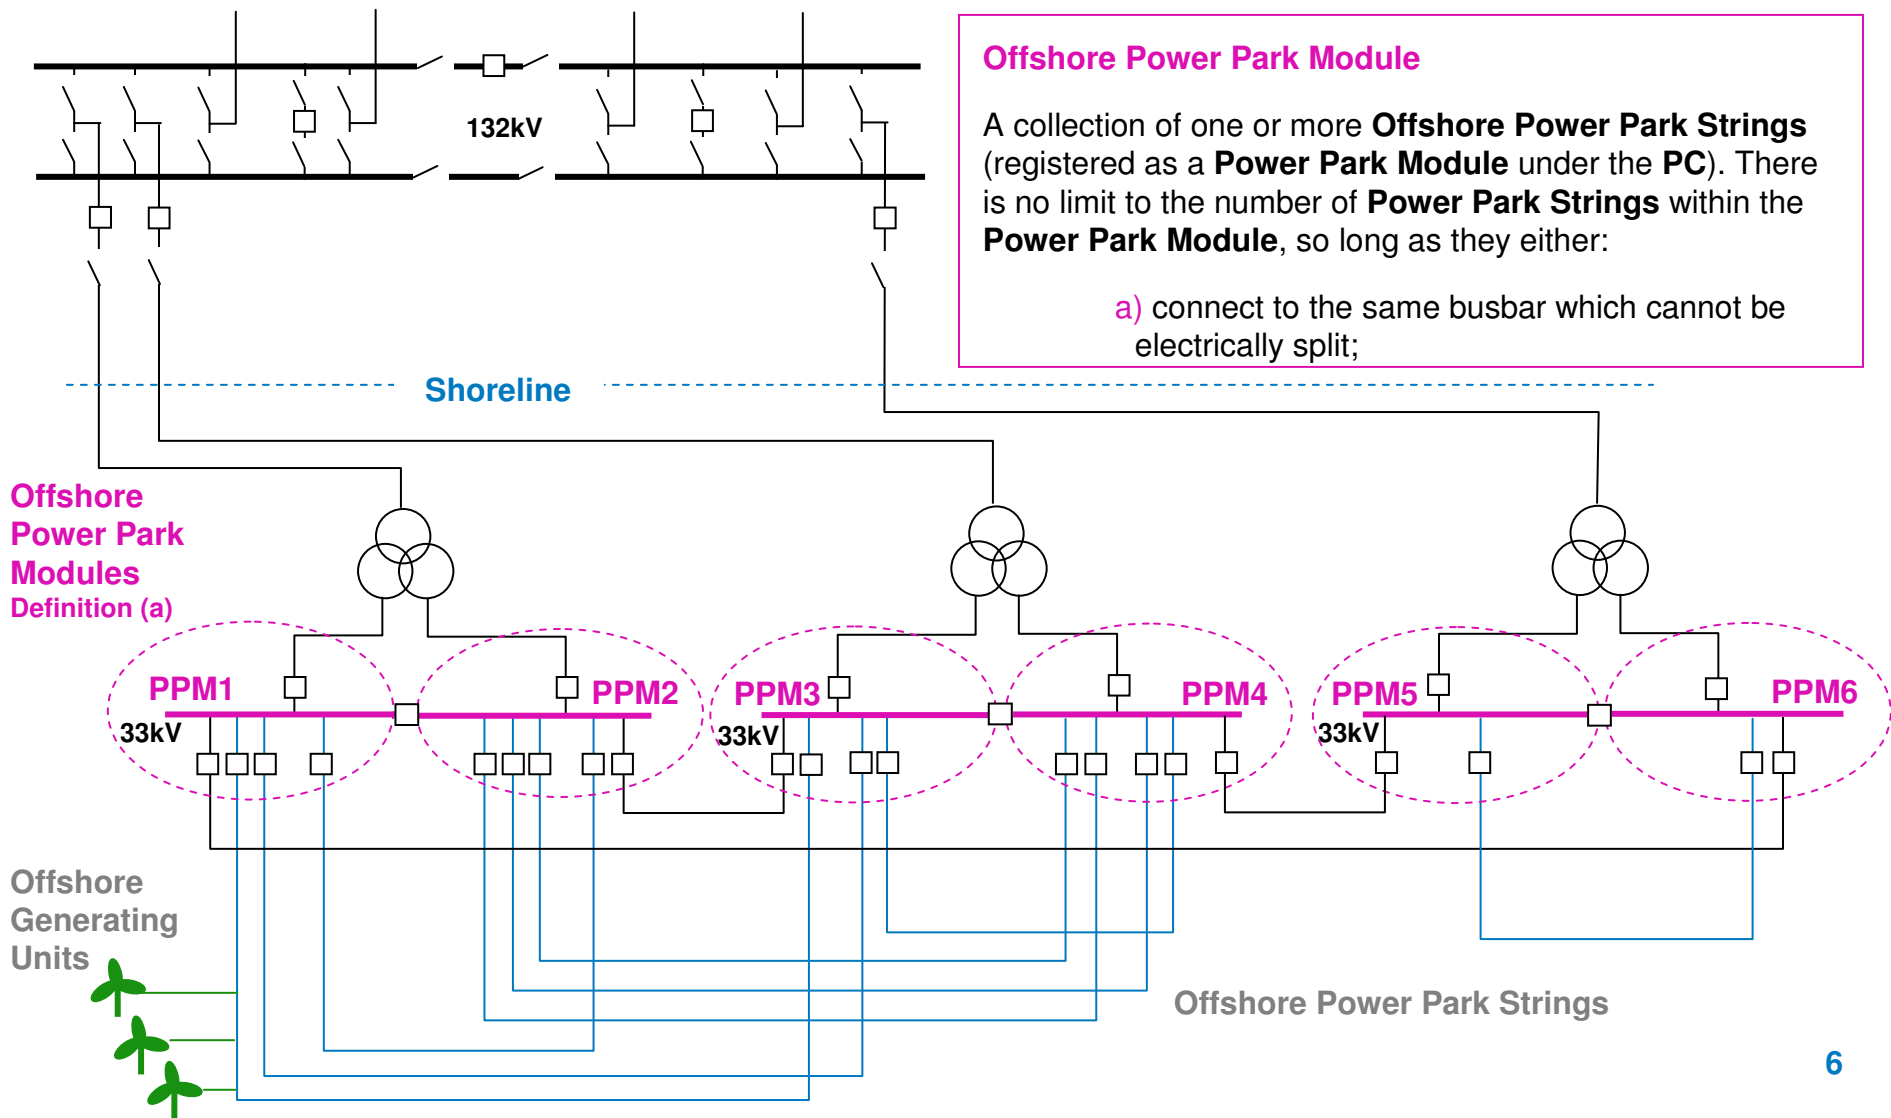 132kV
Offshore Power Park Module
A collection of one or more Offshore Power Park Strings
(registered as a Power Park Module under the PC). There
is no limit to the number of Power Park Strings within the
Power Park Module, so long as they either:
a) connect to the same busbar which cannot be
electrically split;
Shoreline
Offshore
Power Park
Modules
Definition (a)
PPM1
PPM2
PPM3
PPM4
PPM5
PPM6
33kV
33kV
33kV
Offshore
Generating
Units
Offshore Power Park Strings
6